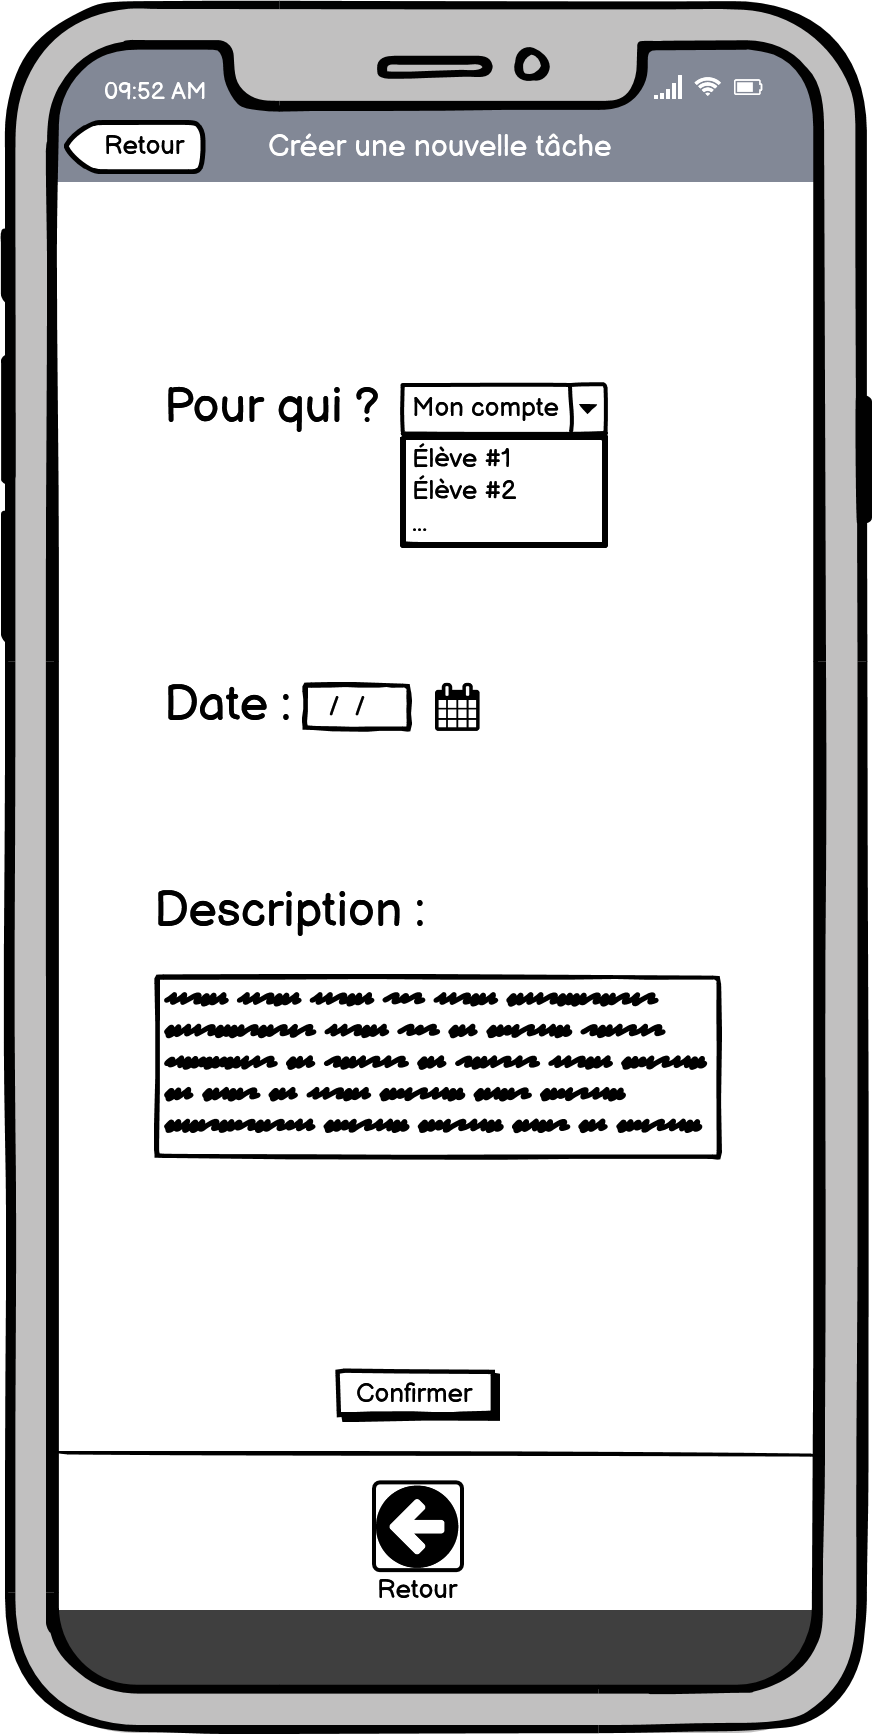 09:52 AM
Retour
Créer une nouvelle tâche
Pour qui ?
Mon compte
Élève #1
Élève #2
...
Date : / /
Description :
Confirmer
Retour